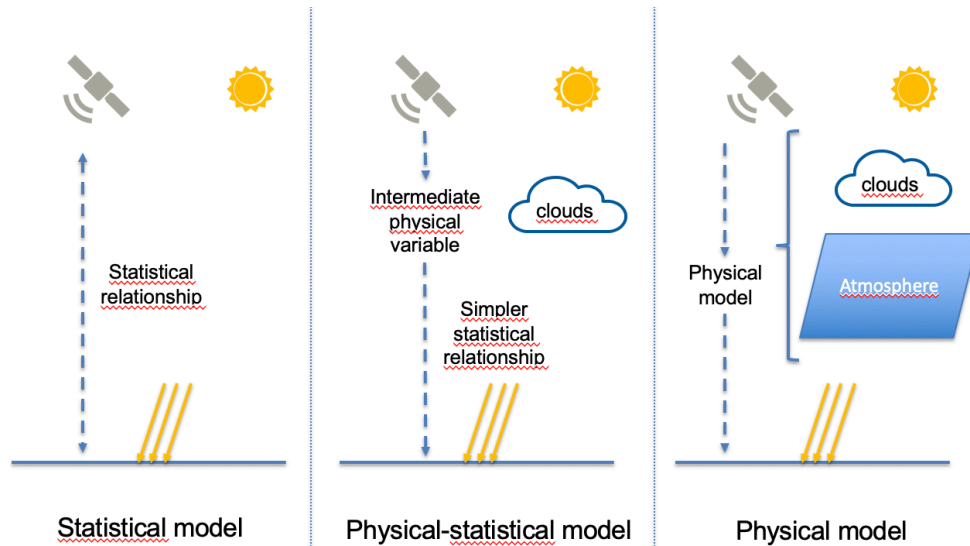 Statistical
relationship
Statistical model
Intermediate
physical
variable
clouds
Simpler
statistical
relationship
Physical-statistical model
clouds
Physical
model
Atmosphere
Physical model